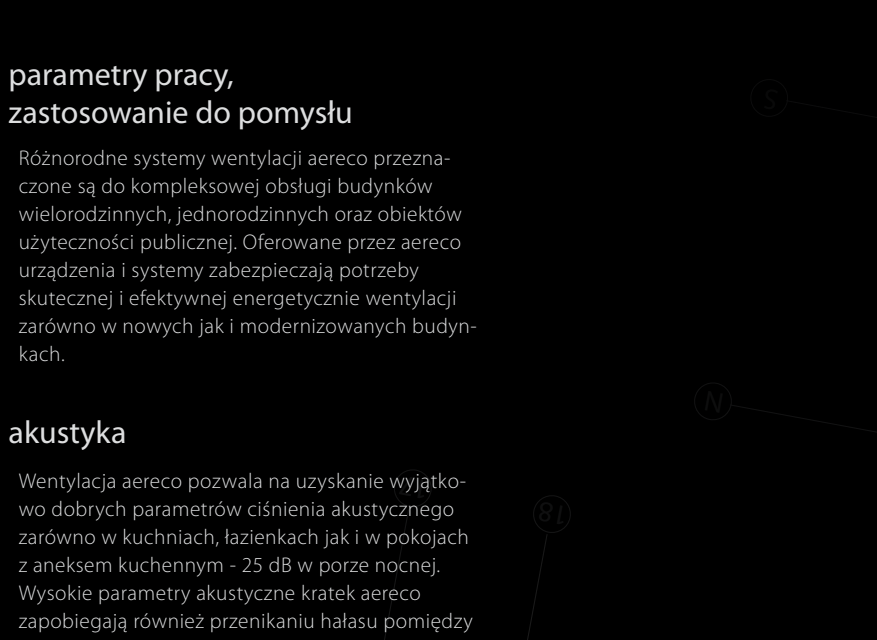 parametry pracy,
zastosowanie do pomysłu
Różnorodne systemy wentylacji aereco przezna-
czone są do kompleksowej obsługi budynków
wielorodzinnych, jednorodzinnych oraz obiektów
użyteczności publicznej. Oferowane przez aereco
urządzenia i systemy zabezpieczają potrzeby
skutecznej i efektywnej energetycznie wentylacji
zarówno w nowych jak i modernizowanych budyn-
kach.
akustyka
Wentylacja aereco pozwala na uzyskanie wyjątko-
wo dobrych parametrów ciśnienia akustycznego
zarówno w kuchniach, łazienkach jak i w pokojach
z aneksem kuchennym - 25 dB w porze nocnej.
Wysokie parametry akustyczne kratek aereco
zapobiegają również przenikaniu hałasu pomiędzy
S
N
18